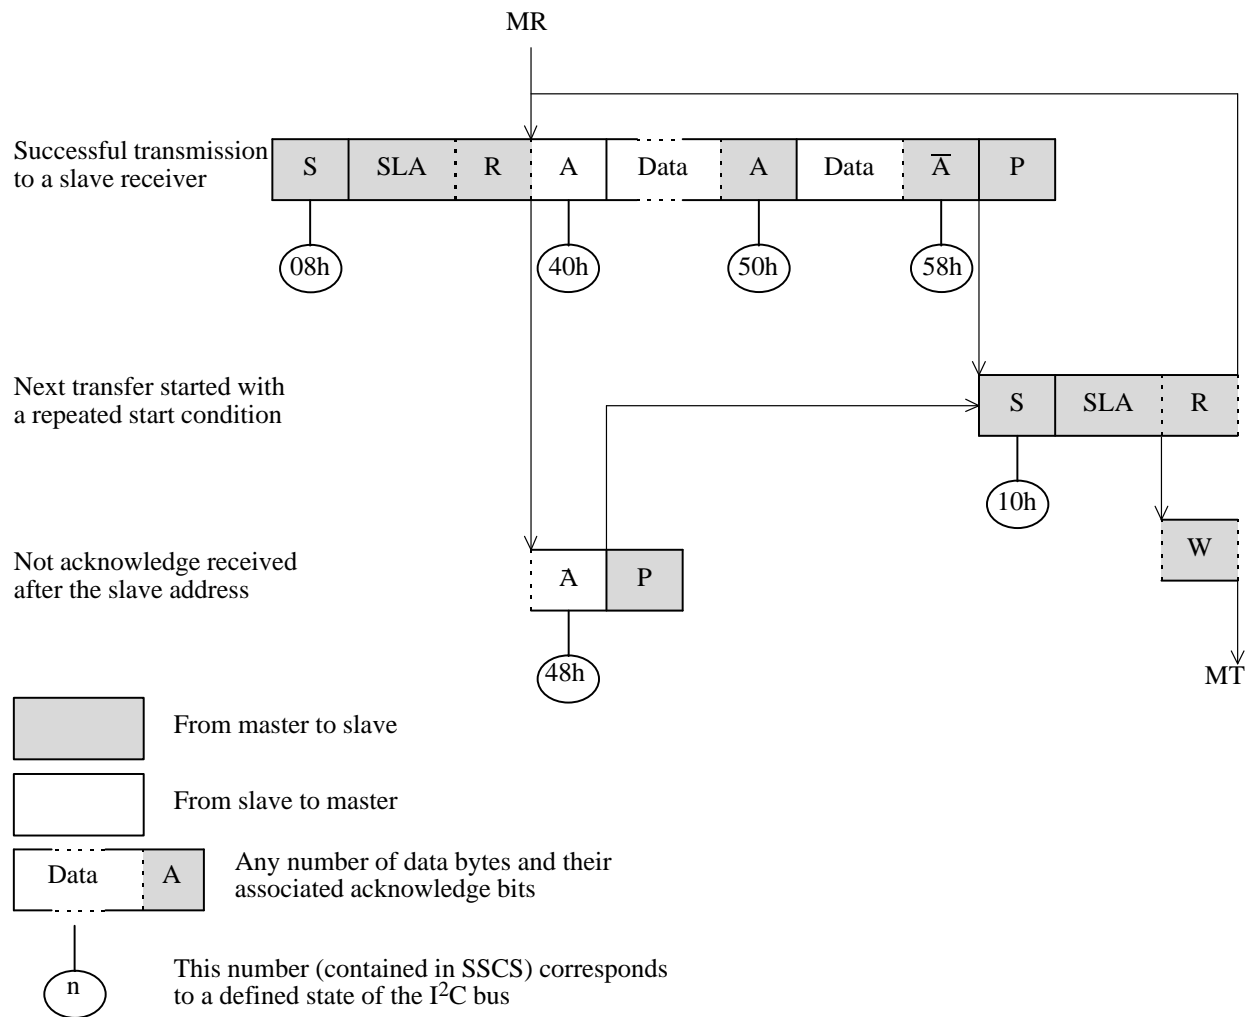 MR
Successful transmission
to a slave receiver
S SLA R A Data A Data A̅ P
08h 40h 50h 58h
Next transfer started with
a repeated start condition
S SLA R
10h
Not acknowledge received
after the slave address
A̅ P
W
48h
MT
From master to slave
From slave to master
Data A
Any number of data bytes and their
associated acknowledge bits
n
This number (contained in SSCS) corresponds
to a defined state of the I²C bus